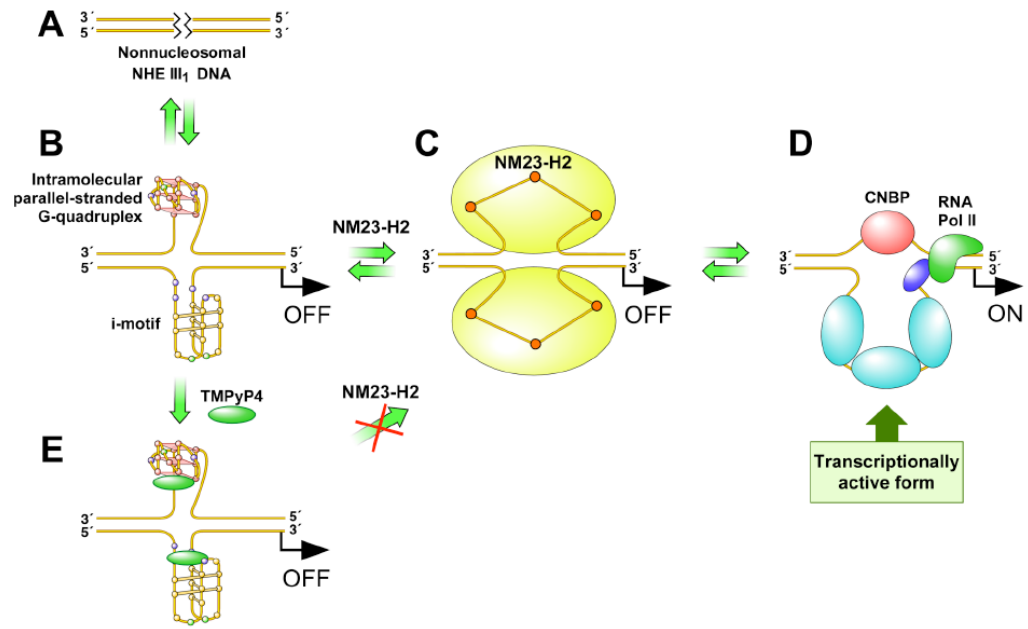 A
3´ 5´
5´ 3´
Nonnucleosomal
NHE III1 DNA
B
Intramolecular
parallel-stranded
G-quadruplex
3´ 5´
5´ 3´
OFF
i-motif
NM23-H2
C
NM23-H2
3´ 5´
5´ 3´
OFF
D
CNBP
RNA
Pol II
3´ 5´
5´ 3´
ON
Transcriptionally
active form
TMPyP4
NM23-H2
E
3´ 5´
5´ 3´
OFF